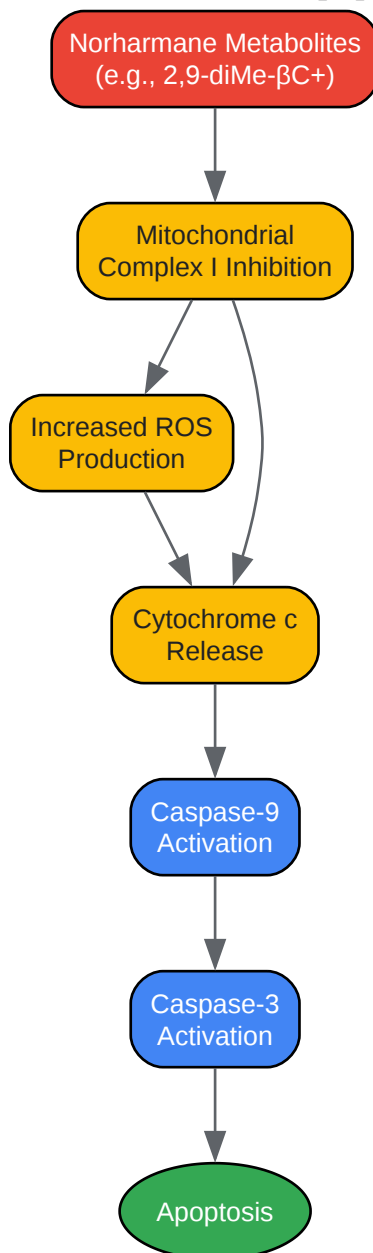 Norharmane Metabolites
(e.g., 2,9-diMe-βC+)
Mitochondrial
Complex I Inhibition
Increased ROS
Production
Cytochrome c
Release
Caspase-9
Activation
Caspase-3
Activation
Apoptosis